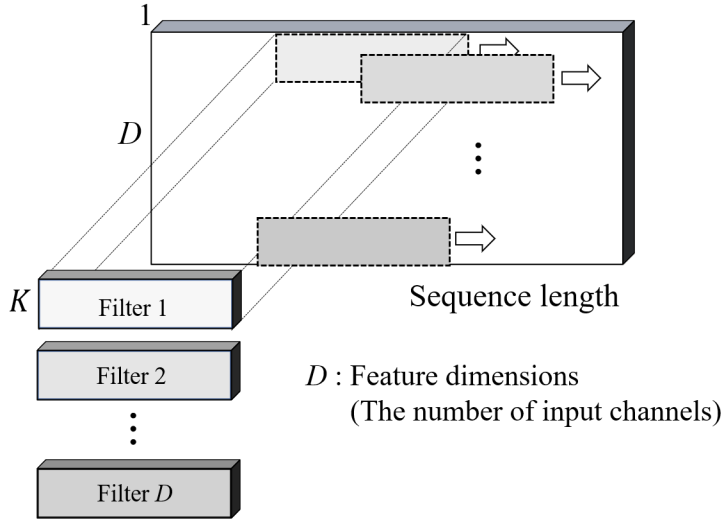 1
D
Sequence length
K
Filter 1
Filter 2
Filter D
D : Feature dimensions
(The number of input channels)